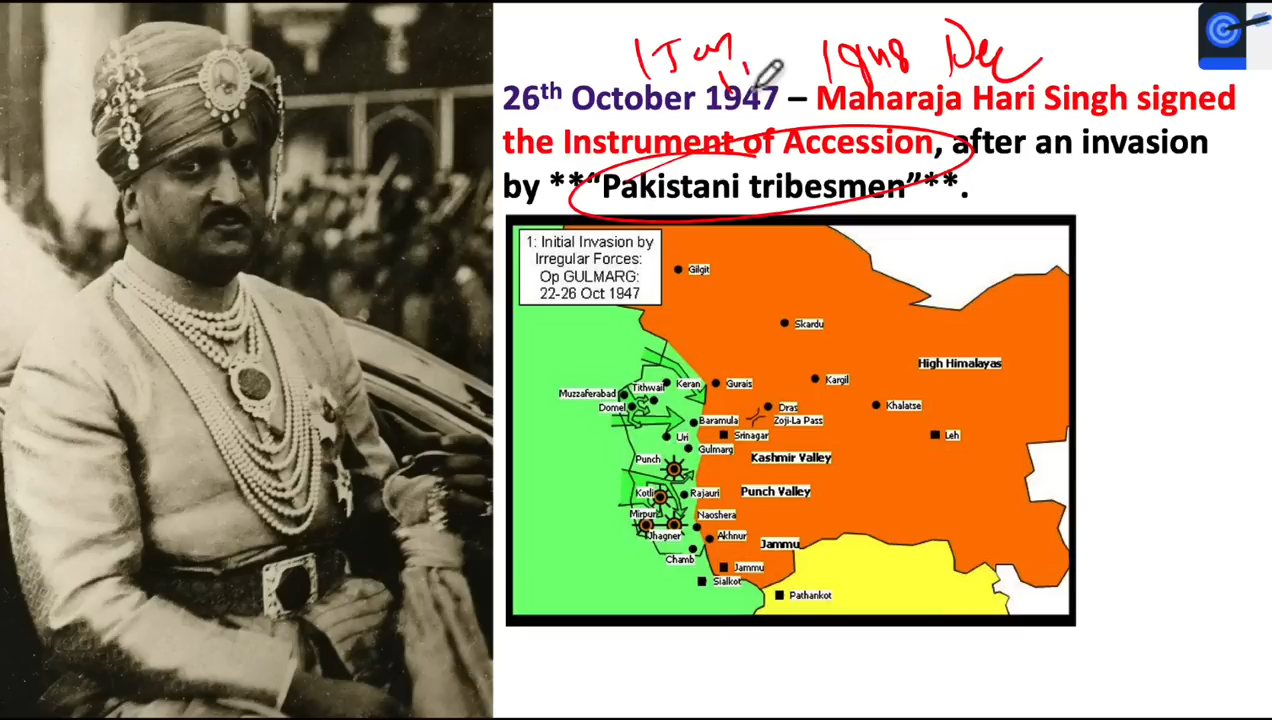 1 Jan 1948 Dec
26th October 1947 – Maharaja Hari Singh signed
the Instrument of Accession, after an invasion
by **“Pakistani tribesmen”**.
1: Initial Invasion by
Irregular Forces:
Op GULMARG:
22-26 Oct 1947
Gilgit
Skardu
High Himalayas
Tithwail
Keran
Gurais
Kargil
Muzzaferabad
Domel
Dras
Khalatse
Baramula
Zoji-La Pass
Uri
Srinagar
Leh
Gulmarg
Punch
Kashmir Valley
Kotli
Rajauri
Punch Valley
Mirpur
Naoshera
Jhagner
Akhnur
Jammu
Chamb
Jammu
Sialkot
Pathankot